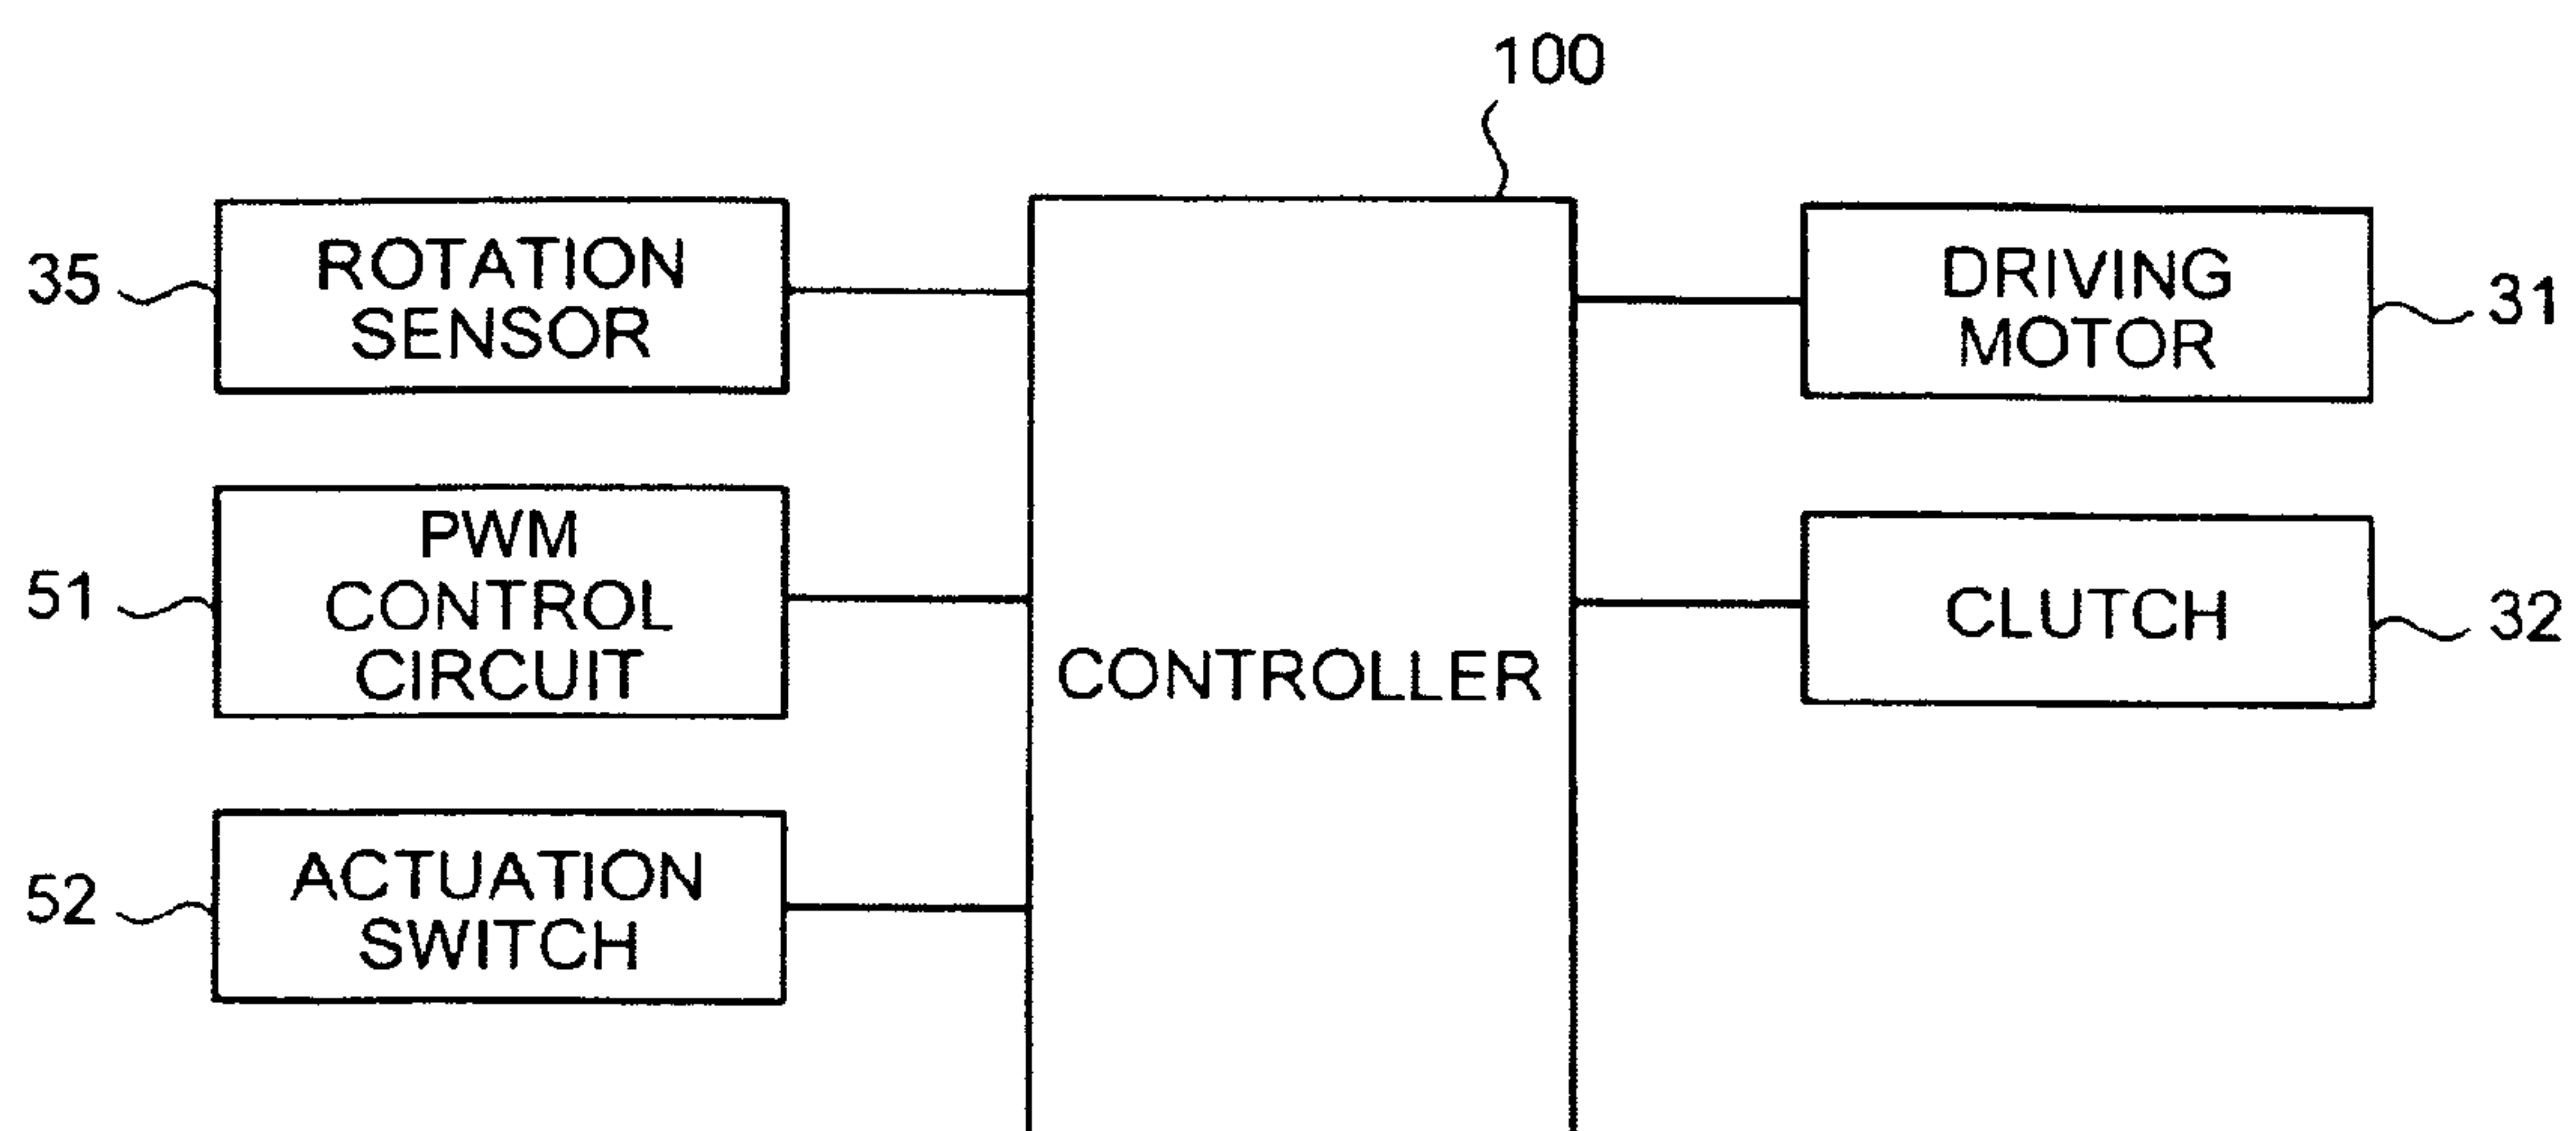 100
35
ROTATION
SENSOR
51
PWM
CONTROL
CIRCUIT
52
ACTUATION
SWITCH
CONTROLLER
DRIVING
MOTOR
31
CLUTCH
32